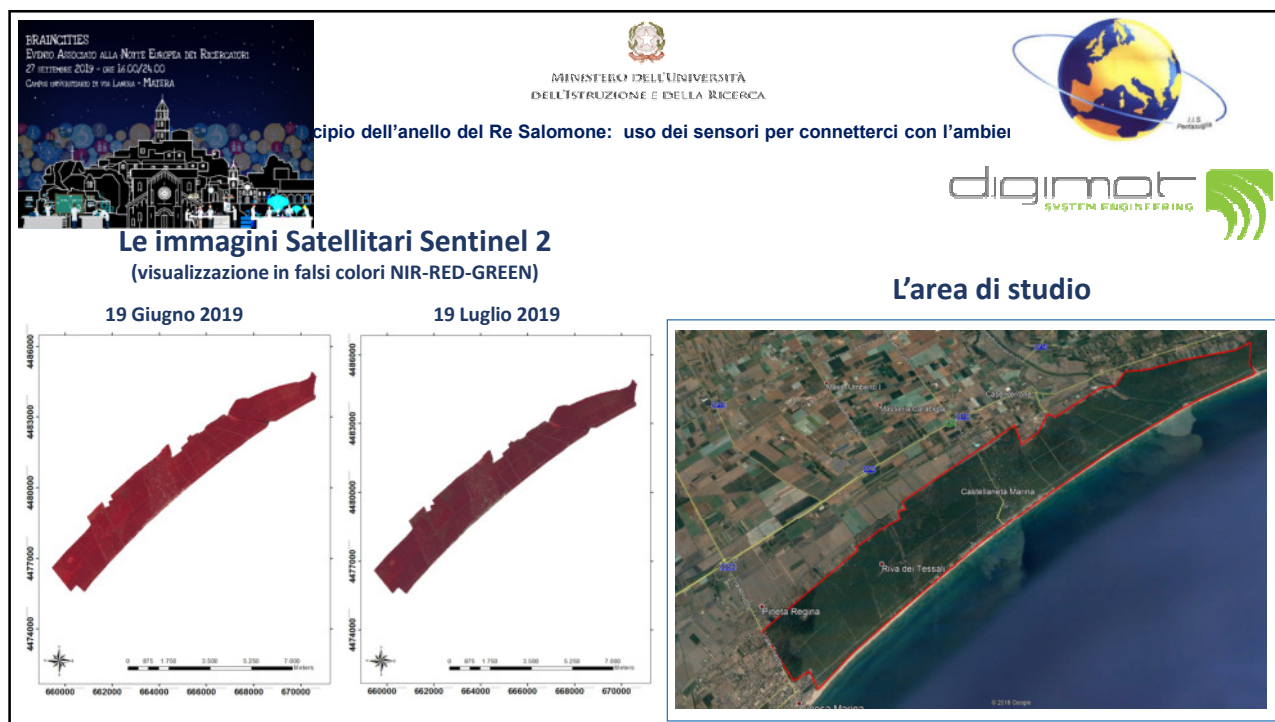 BRAINCITIES
EVENTO ASSOCIATO ALLA NOTTE EUROPEA DEI RICERCATORI
27 SETTEMBRE 2019 - ORE 16.00/24.00
CAMPUS UNIVERSITARIO DI VIA LANERA - MATERA
MINISTERO DELL'UNIVERSITÀ
DELL'ISTRUZIONE E DELLA RICERCA
cipio dell'anello del Re Salomone: uso dei sensori per connetterci con l'ambien
I.I.S.
Pentasuglia
digimat
SYSTEM ENGINEERING
Le immagini Satellitari Sentinel 2
(visualizzazione in falsi colori NIR-RED-GREEN)
19 Giugno 2019
19 Luglio 2019
L'area di studio
4486000
4483000
4480000
4477000
4474000
0 875 1.750 3.500 5.250 7.000
Meters
660000 662000 664000 666000 668000 670000
4486000
4483000
4480000
4477000
4474000
0 875 1.750 3.500 5.250 7.000
Meters
660000 662000 664000 666000 668000 670000
Masseria Carabiglia
Castellaneta Marina
Riva dei Tessali
Pineta Regina
Marina
© 2018 Google